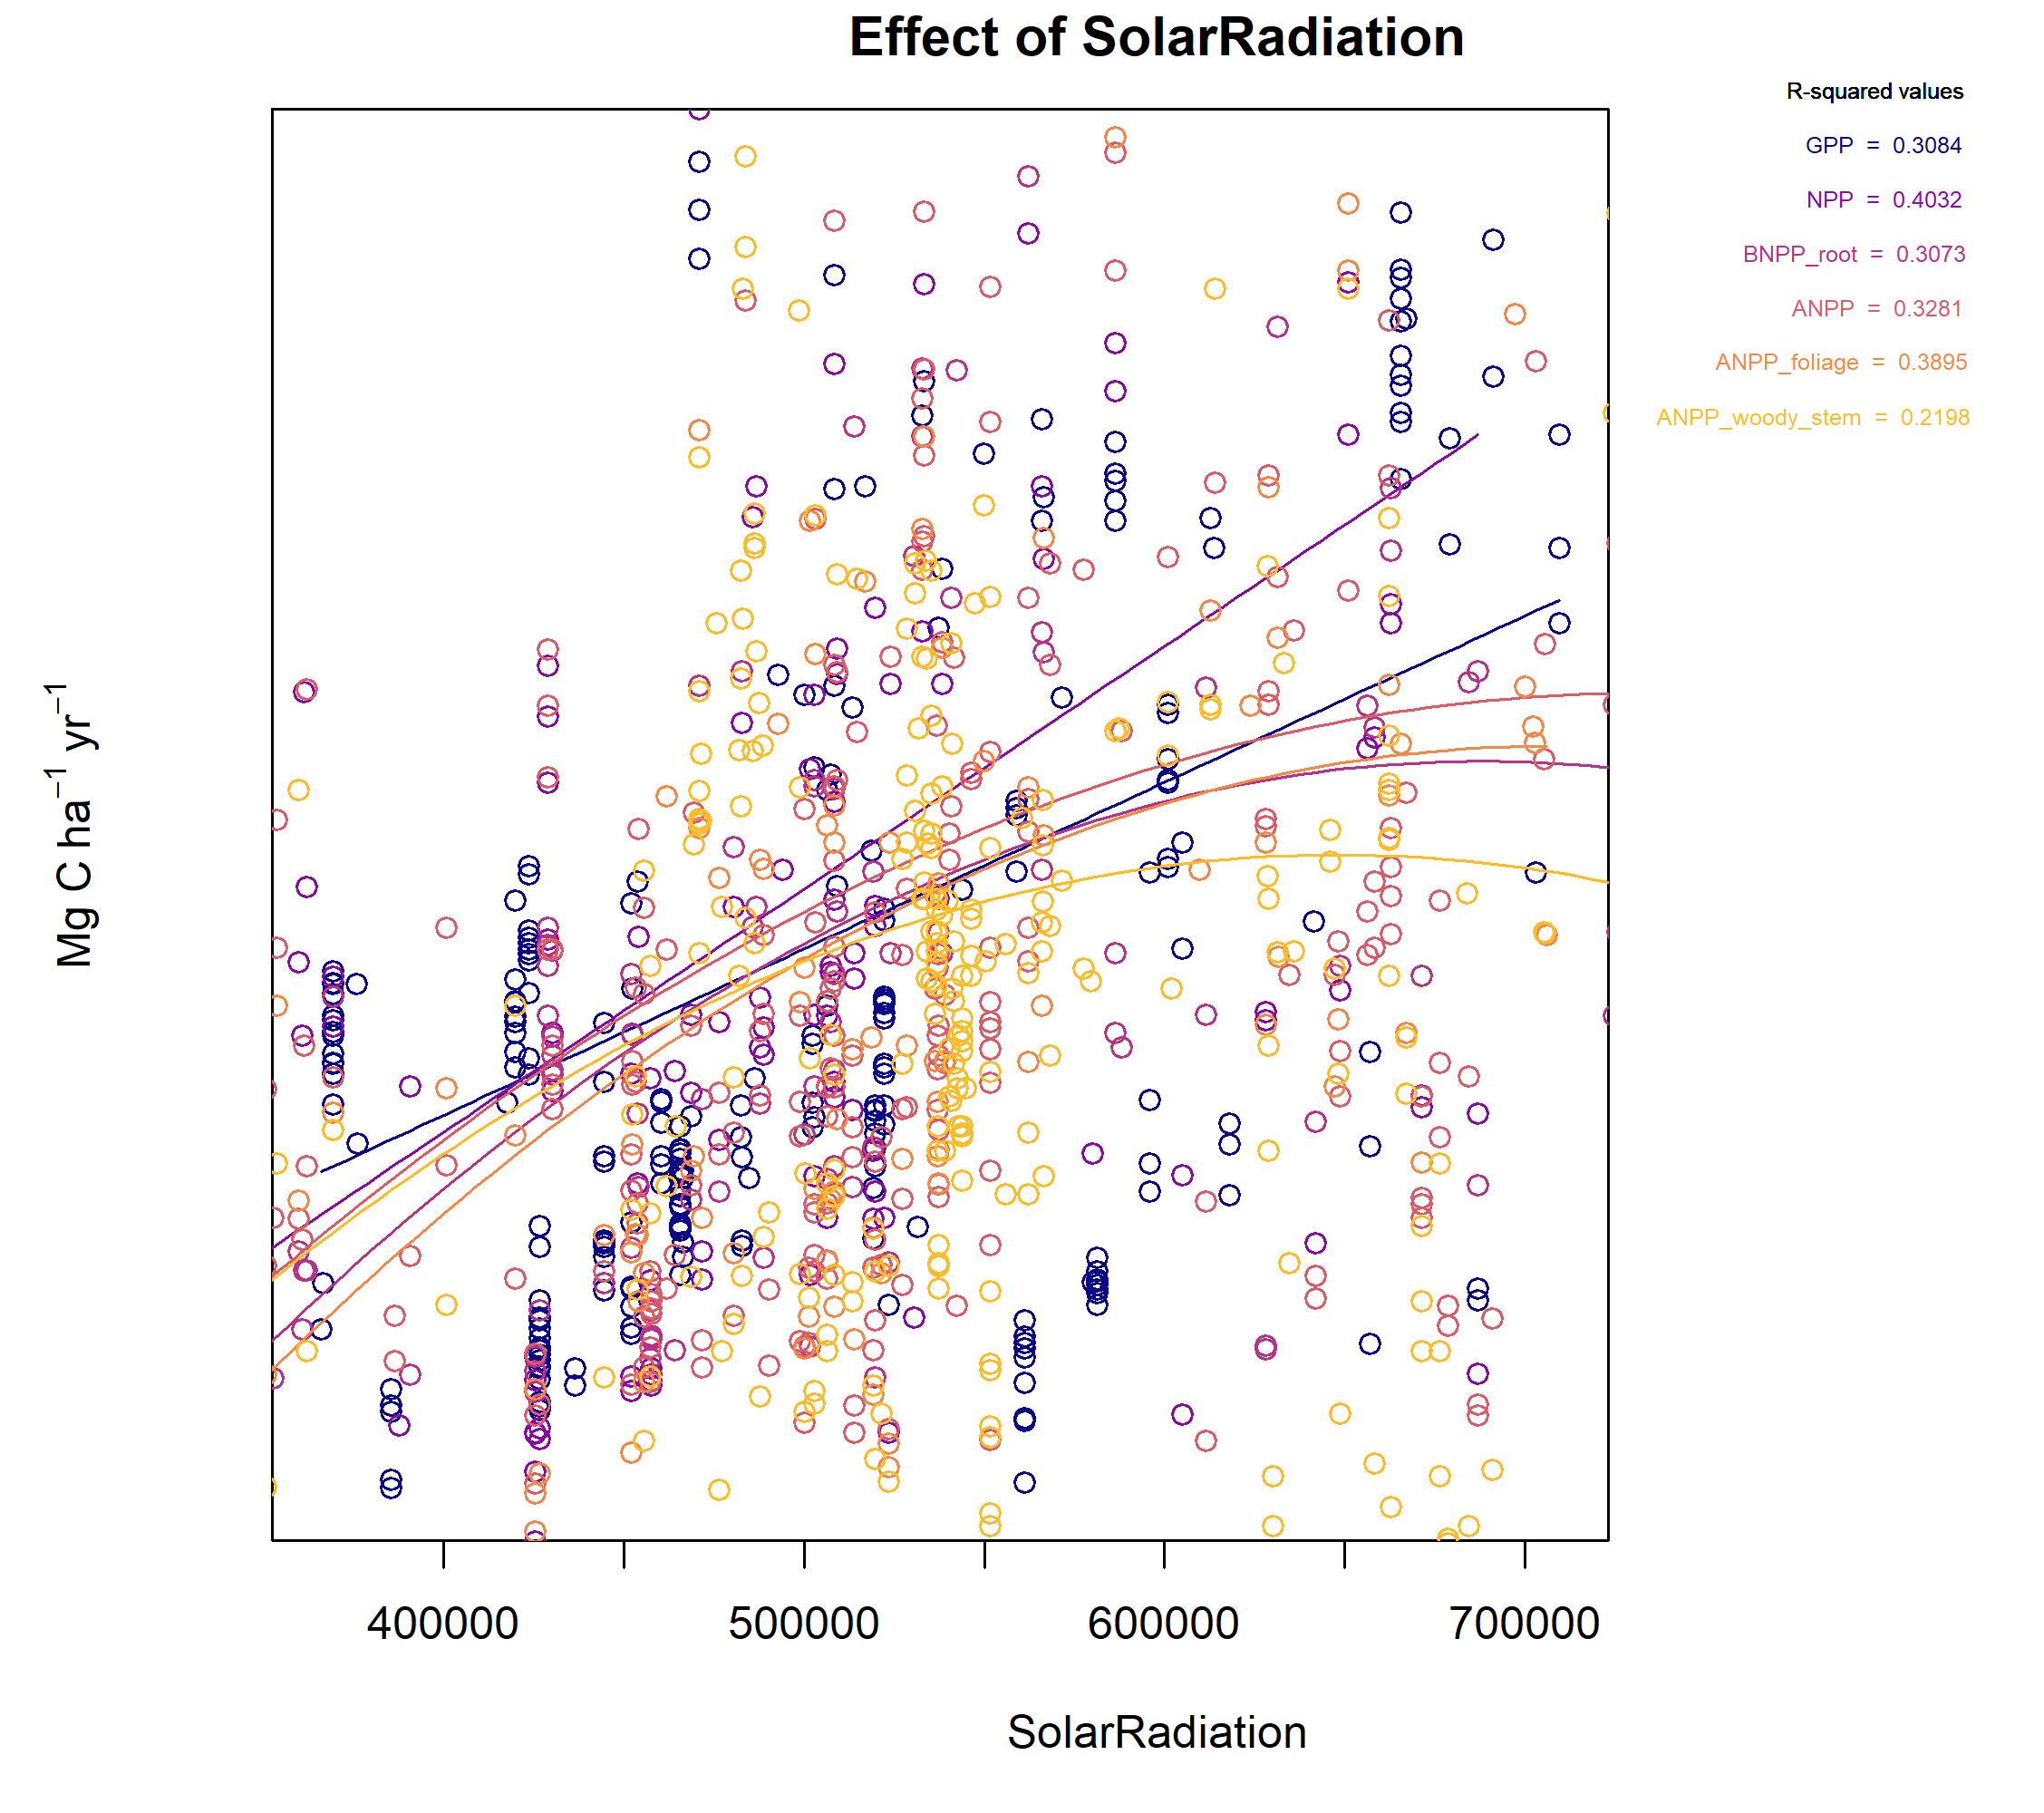 Effect of SolarRadiation
R-squared values
GPP = 0.3084
NPP = 0.4032
BNPP_root = 0.3073
ANPP = 0.3281
ANPP_foliage = 0.3895
ANPP_woody_stem = 0.2198
Mg C ha⁻¹ yr⁻¹
400000 500000 600000 700000
SolarRadiation